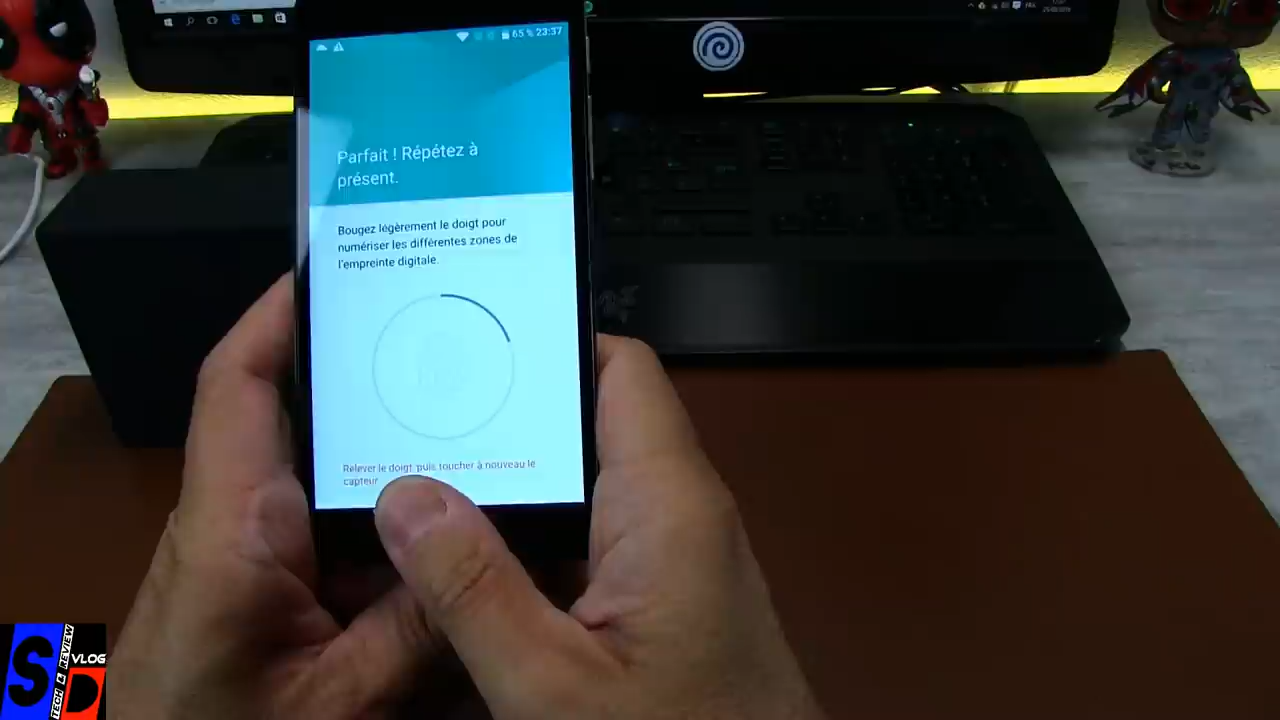 65 % 23:37
Parfait ! Répétez à
présent.
Bougez légèrement le doigt pour
numériser les différentes zones de
l'empreinte digitale.
Relever le doigt, puis toucher à nouveau le
capteur
SD
TECH & REVIEW
VLOG